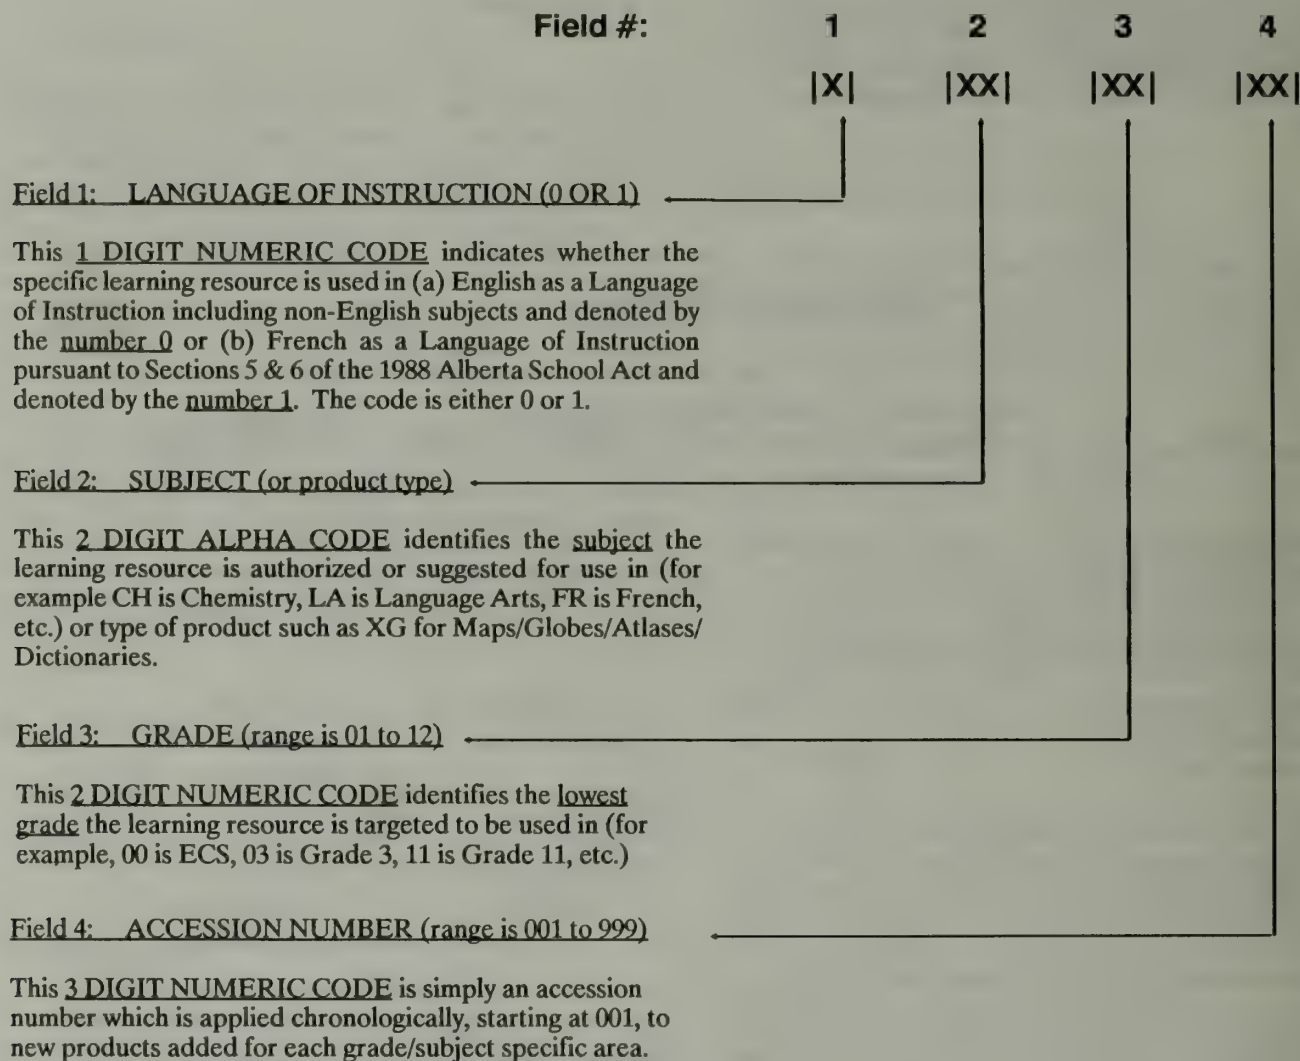 Field #: 1 2 3 4
|X| |XX| |XX| |XX|
Field 1: LANGUAGE OF INSTRUCTION (0 OR 1)
This 1 DIGIT NUMERIC CODE indicates whether the
specific learning resource is used in (a) English as a Language
of Instruction including non-English subjects and denoted by
the number 0 or (b) French as a Language of Instruction
pursuant to Sections 5 & 6 of the 1988 Alberta School Act and
denoted by the number 1. The code is either 0 or 1.
Field 2: SUBJECT (or product type)
This 2 DIGIT ALPHA CODE identifies the subject the
learning resource is authorized or suggested for use in (for
example CH is Chemistry, LA is Language Arts, FR is French,
etc.) or type of product such as XG for Maps/Globes/Atlases/
Dictionaries.
Field 3: GRADE (range is 01 to 12)
This 2 DIGIT NUMERIC CODE identifies the lowest
grade the learning resource is targeted to be used in (for
example, 00 is ECS, 03 is Grade 3, 11 is Grade 11, etc.)
Field 4: ACCESSION NUMBER (range is 001 to 999)
This 3 DIGIT NUMERIC CODE is simply an accession
number which is applied chronologically, starting at 001, to
new products added for each grade/subject specific area.